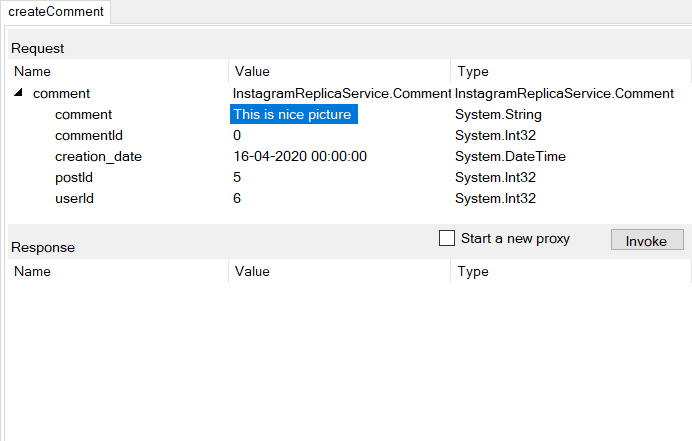 createComment
Request
Name Value Type
comment InstagramReplicaService.Comment InstagramReplicaService.Comment
comment This is nice picture System.String
commentId 0 System.Int32
creation_date 16-04-2020 00:00:00 System.DateTime
postId 5 System.Int32
userId 6 System.Int32
Start a new proxy Invoke
Response
Name Value Type